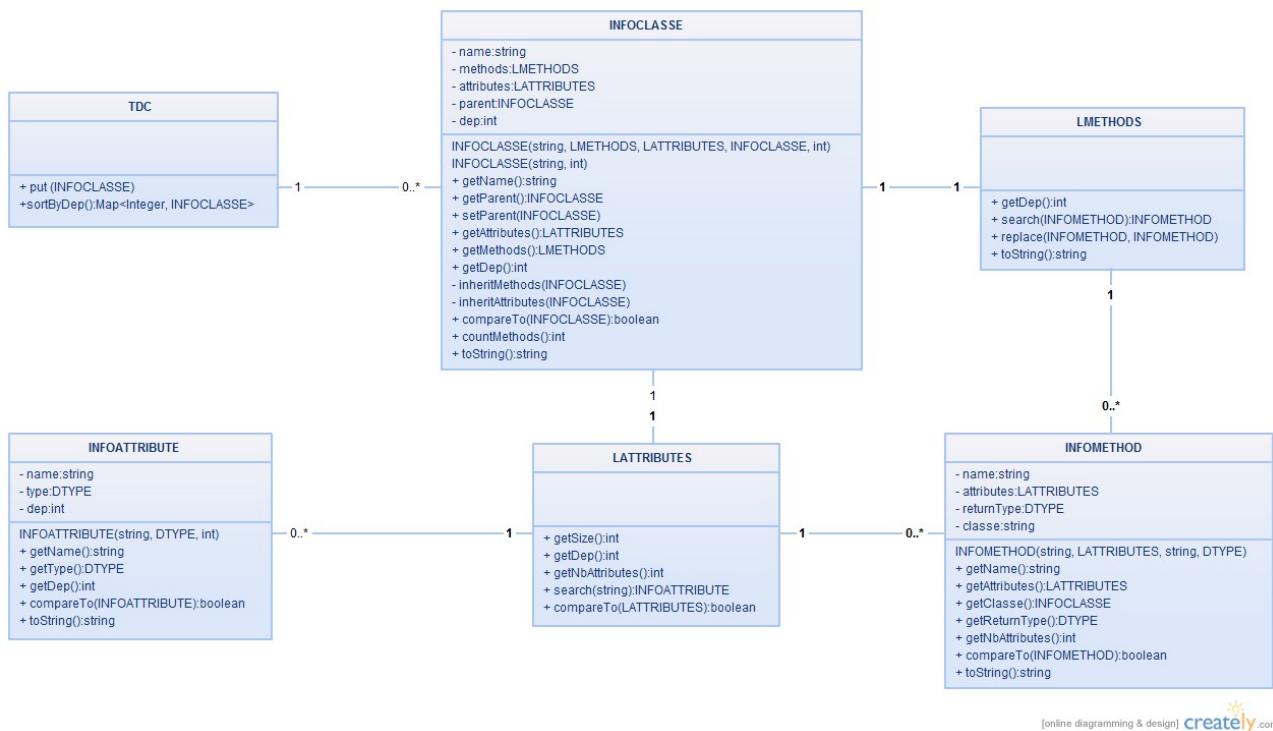 INFOCLASSE
- name:string
- methods:LMETHODS
- attributes:LATTRIBUTES
- parent:INFOCLASSE
- dep:int
INFOCLASSE(string, LMETHODS, LATTRIBUTES, INFOCLASSE, int)
INFOCLASSE(string, int)
+ getName():string
+ getParent():INFOCLASSE
+ setParent(INFOCLASSE)
+ getAttributes():LATTRIBUTES
+ getMethods():LMETHODS
+ getDep():int
- inheritMethods(INFOCLASSE)
- inheritAttributes(INFOCLASSE)
+ compareTo(INFOCLASSE):boolean
+ countMethods():int
+ toString():string
TDC
+ put (INFOCLASSE)
+sortByDep():Map<Integer, INFOCLASSE>
1
0..*
1
1
LMETHODS
+ getDep():int
+ search(INFOMETHOD):INFOMETHOD
+ replace(INFOMETHOD, INFOMETHOD)
+ toString():string
1
0..*
1
1
INFOATTRIBUTE
- name:string
- type:DTYPE
- dep:int
INFOATTRIBUTE(string, DTYPE, int)
+ getName():string
+ getType():DTYPE
+ getDep():int
+ compareTo(INFOATTRIBUTE):boolean
+ toString():string
0..*
1
LATTRIBUTES
+ getSize():int
+ getDep():int
+ getNbAttributes():int
+ search(string):INFOATTRIBUTE
+ compareTo(LATTRIBUTES):boolean
1
0..*
INFOMETHOD
- name:string
- attributes:LATTRIBUTES
- returnType:DTYPE
- classe:string
INFOMETHOD(string, LATTRIBUTES, string, DTYPE)
+ getName():string
+ getAttributes():LATTRIBUTES
+ getClasse():INFOCLASSE
+ getReturnType():DTYPE
+ getNbAttributes():int
+ compareTo(INFOMETHOD):boolean
+ toString():string
[online diagramming & design] creately.com